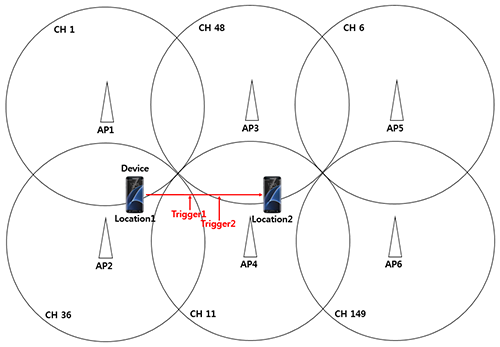 CH 1
CH 48
CH 6
AP1
AP3
AP5
Device
Location1
Trigger1
Trigger2
Location2
AP2
AP4
AP6
CH 36
CH 11
CH 149